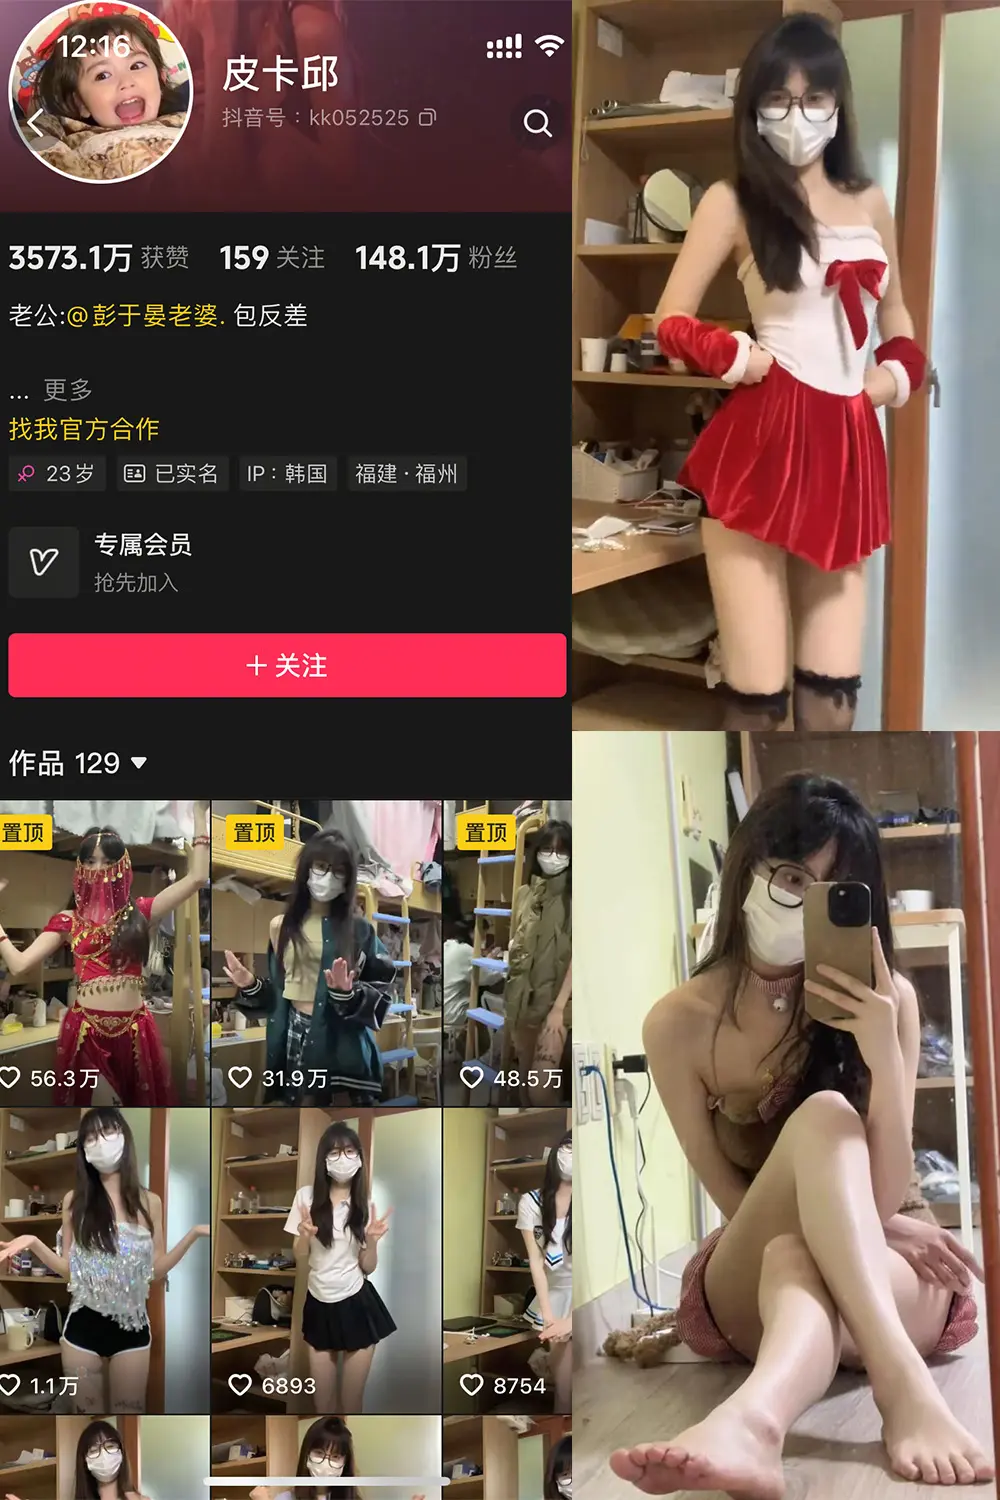 12:16
皮卡邱
抖音号：kk052525
3573.1万 获赞 159 关注 148.1万 粉丝
老公:@彭于晏老婆. 包反差
... 更多
找我官方合作
23岁 已实名 IP：韩国 福建·福州
专属会员
抢先加入
＋关注
作品 129
置顶 置顶 置顶
56.3万 31.9万 48.5万
1.1万 6893 8754